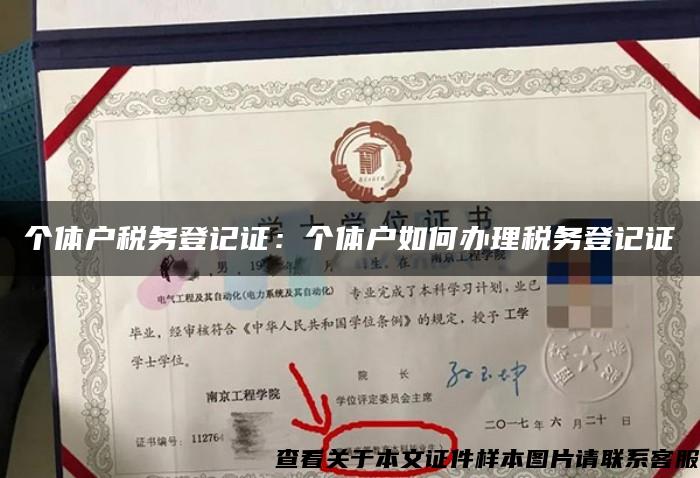 学士学位证书
个体户税务登记证：个体户如何办理税务登记证
男，19
在 南京工程学院
电气工程及其自动化(电力系统及其自动化) 专业完成了本科学习计划，业已
毕业，经审核符合《中华人民共和国学位条例》的规定，授予 工学
学士学位。
南京工程学院
院 长
学位评定委员会主席
证书编号：112764
二〇一七年 六 月 二十 日
查看关于本文证件样本图片请联系客服